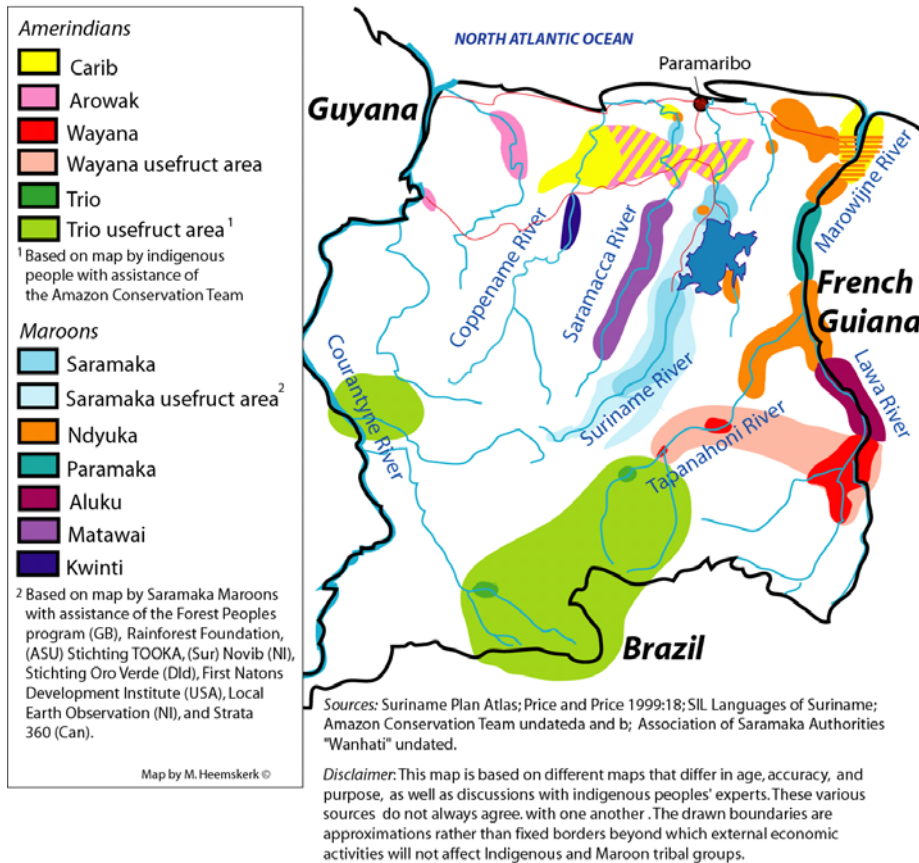 Amerindians
Carib
Arowak
Wayana
Wayana usefruct area
Trio
Trio usefruct area1
1 Based on map by indigenous
people with assistance of
the Amazon Conservation Team
Maroons
Saramaka
Saramaka usefruct area2
Ndyuka
Paramaka
Aluku
Matawai
Kwinti
2 Based on map by Saramaka Maroons
with assistance of the Forest Peoples
program (GB), Rainforest Foundation,
(ASU) Stichting TOOKA, (Sur) Novib (NI),
Stichting Oro Verde (Dld), First Natons
Development Institute (USA), Local
Earth Observation (NI), and Strata
360 (Can).
Map by M. Heemskerk ©
NORTH ATLANTIC OCEAN
Paramaribo
Guyana
Marowijne River
Coppename River
Saramacca River
French
Guiana
Courantyne River
Suriname River
Lawa River
Tapanahoni River
Brazil
Sources: Suriname Plan Atlas; Price and Price 1999:18; SIL Languages of Suriname;
Amazon Conservation Team undateda and b; Association of Saramaka Authorities
"Wanhati" undated.
Disclaimer: This map is based on different maps that differ in age, accuracy, and
purpose, as well as discussions with indigenous peoples' experts. These various
sources do not always agree. with one another . The drawn boundaries are
approximations rather than fixed borders beyond which external economic
activities will not affect Indigenous and Maroon tribal groups.